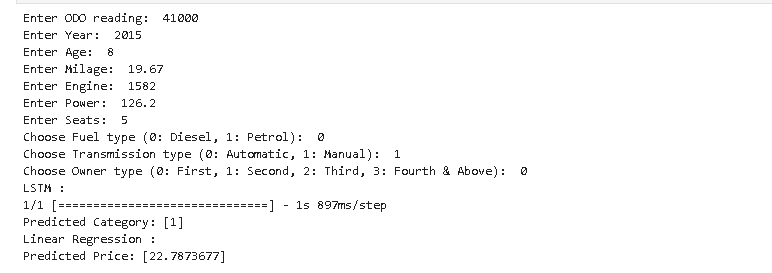 Enter ODO reading:  41000
Enter Year:  2015
Enter Age:  8
Enter Milage:  19.67
Enter Engine:  1582
Enter Power:  126.2
Enter Seats:  5
Choose Fuel type (0: Diesel, 1: Petrol):  0
Choose Transmission type (0: Automatic, 1: Manual):  1
Choose Owner type (0: First, 1: Second, 2: Third, 3: Fourth & Above):  0
LSTM :
1/1 [==============================] - 1s 897ms/step
Predicted Category: [1]
Linear Regression :
Predicted Price: [22.7873677]